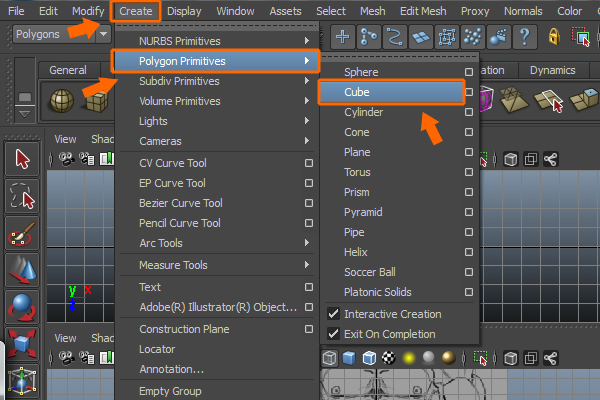 File Edit Modify Create Display Window Assets Select Mesh Edit Mesh Proxy Normals Color
Polygons
General
Dynamics
NURBS Primitives
Polygon Primitives
Subdiv Primitives
Volume Primitives
Lights
Cameras
CV Curve Tool
EP Curve Tool
Bezier Curve Tool
Pencil Curve Tool
Arc Tools
Measure Tools
Text
Adobe(R) Illustrator(R) Object...
Construction Plane
Locator
Annotation...
Empty Group
Sphere
Cube
Cylinder
Cone
Plane
Torus
Prism
Pyramid
Pipe
Helix
Soccer Ball
Platonic Solids
Interactive Creation
Exit On Completion
View
y x
View